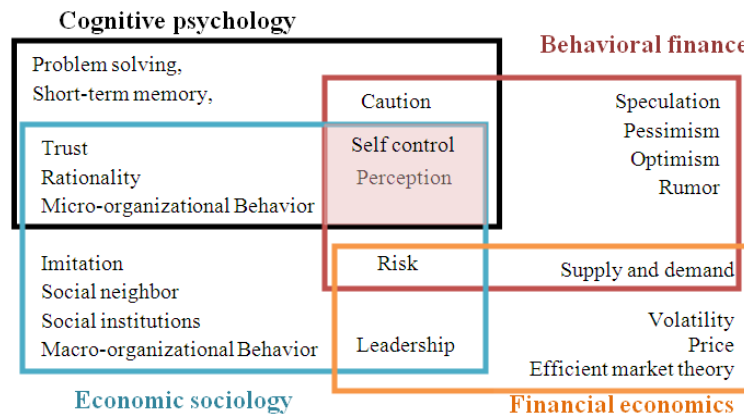 Cognitive psychology
Behavioral finance
Problem solving,
Short-term memory,
Caution
Speculation
Pessimism
Optimism
Rumor
Trust
Rationality
Micro-organizational Behavior
Self control
Perception
Imitation
Social neighbor
Social institutions
Macro-organizational Behavior
Risk
Supply and demand
Leadership
Volatility
Price
Efficient market theory
Economic sociology
Financial economics